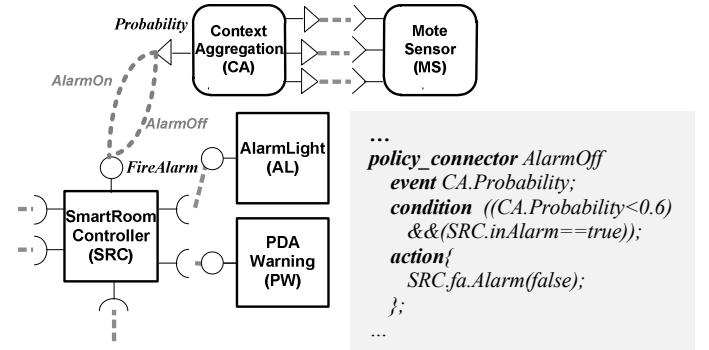 Probability
Context
Aggregation
(CA)
Mote
Sensor
(MS)
AlarmOn
AlarmOff
FireAlarm
AlarmLight
(AL)
SmartRoom
Controller
(SRC)
PDA
Warning
(PW)
...
policy_connector AlarmOff
event CA.Probability;
condition ((CA.Probability<0.6)
&&(SRC.inAlarm==true));
action{
SRC.fa.Alarm(false);
};
...